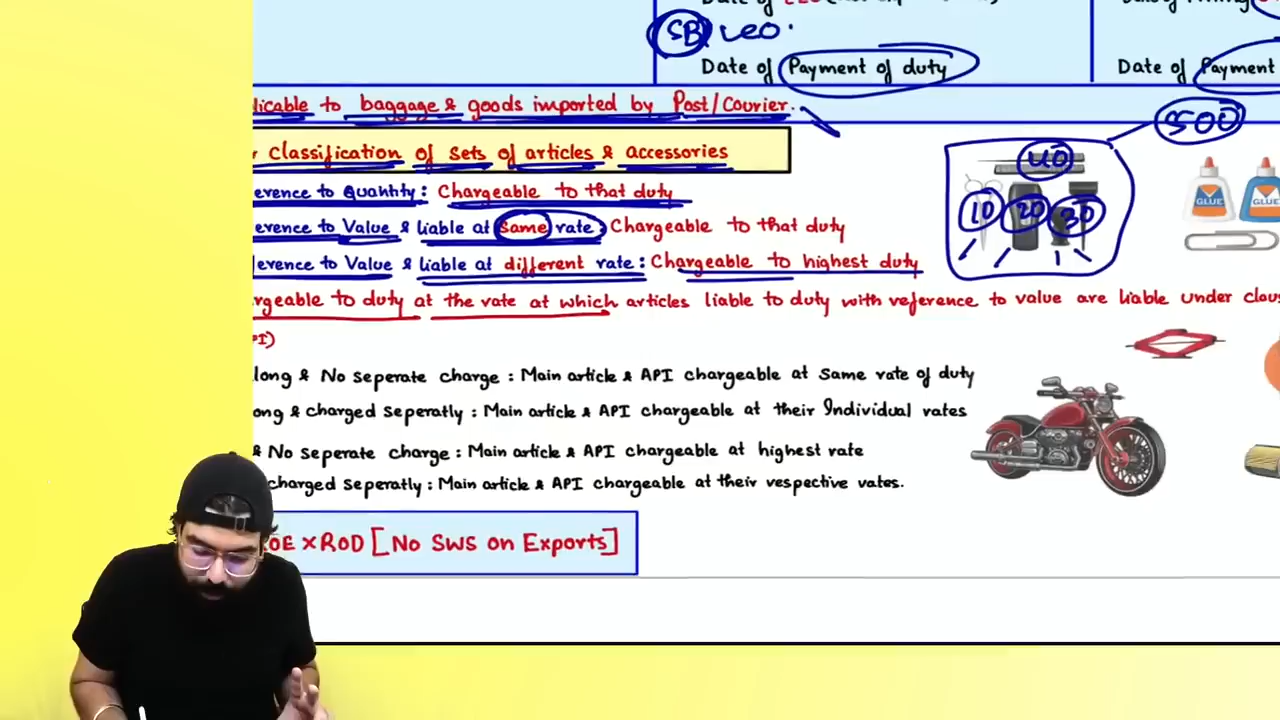 SB LEO.
Date of Payment of duty
Date of Payment
licable to baggage & goods imported by Post/Courier.
3500
Classification of Sets of articles & accessories
40
erence to Quantity: Chargeable to that duty
10 20 30
GLUE GLUE
erence to Value & liable at same rate: Chargeable to that duty
erence to Value & liable at different rate: Chargeable to highest duty
rgeable to duty at the rate at which articles liable to duty with reference to value are liable under claus
PI)
long & No seperate charge : Main article & API chargeable at same rate of duty
ong & charged seperatly : Main article & API chargeable at their Individual rates
& No seperate charge : Main article & API chargeable at highest rate
charged seperatly : Main article & API chargeable at their respective rates.
ROE x ROD [No SWS on Exports]